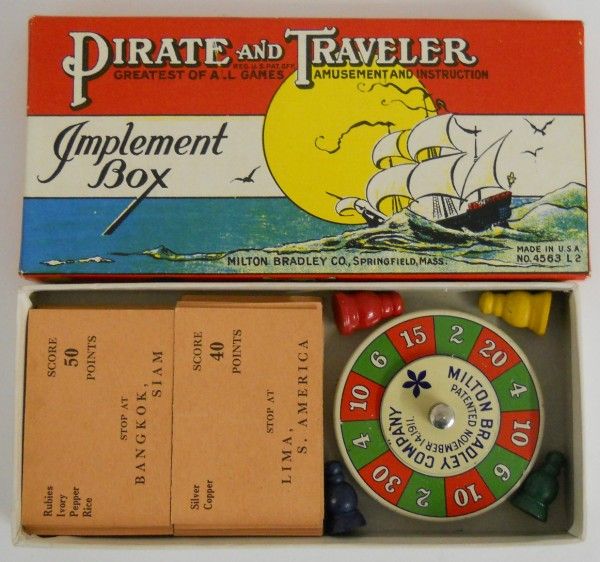 PIRATE AND TRAVELER
REG. U.S. PAT. OFF.
GREATEST OF ALL GAMES AMUSEMENT AND INSTRUCTION
Implement
Box
MILTON BRADLEY CO., SPRINGFIELD, MASS.
MADE IN U.S.A.
NO. 4563 L2
SCORE
50
POINTS
STOP AT
BANGKOK,
SIAM
Rubies
Ivory
Pepper
Rice
SCORE
40
POINTS
STOP AT
LIMA,
S. AMERICA
Silver
Copper
15
2
20
4
10
6
10
2
30
4
10
6
MILTON BRADLEY COMPANY
PATENTED NOVEMBER 14, 1911.